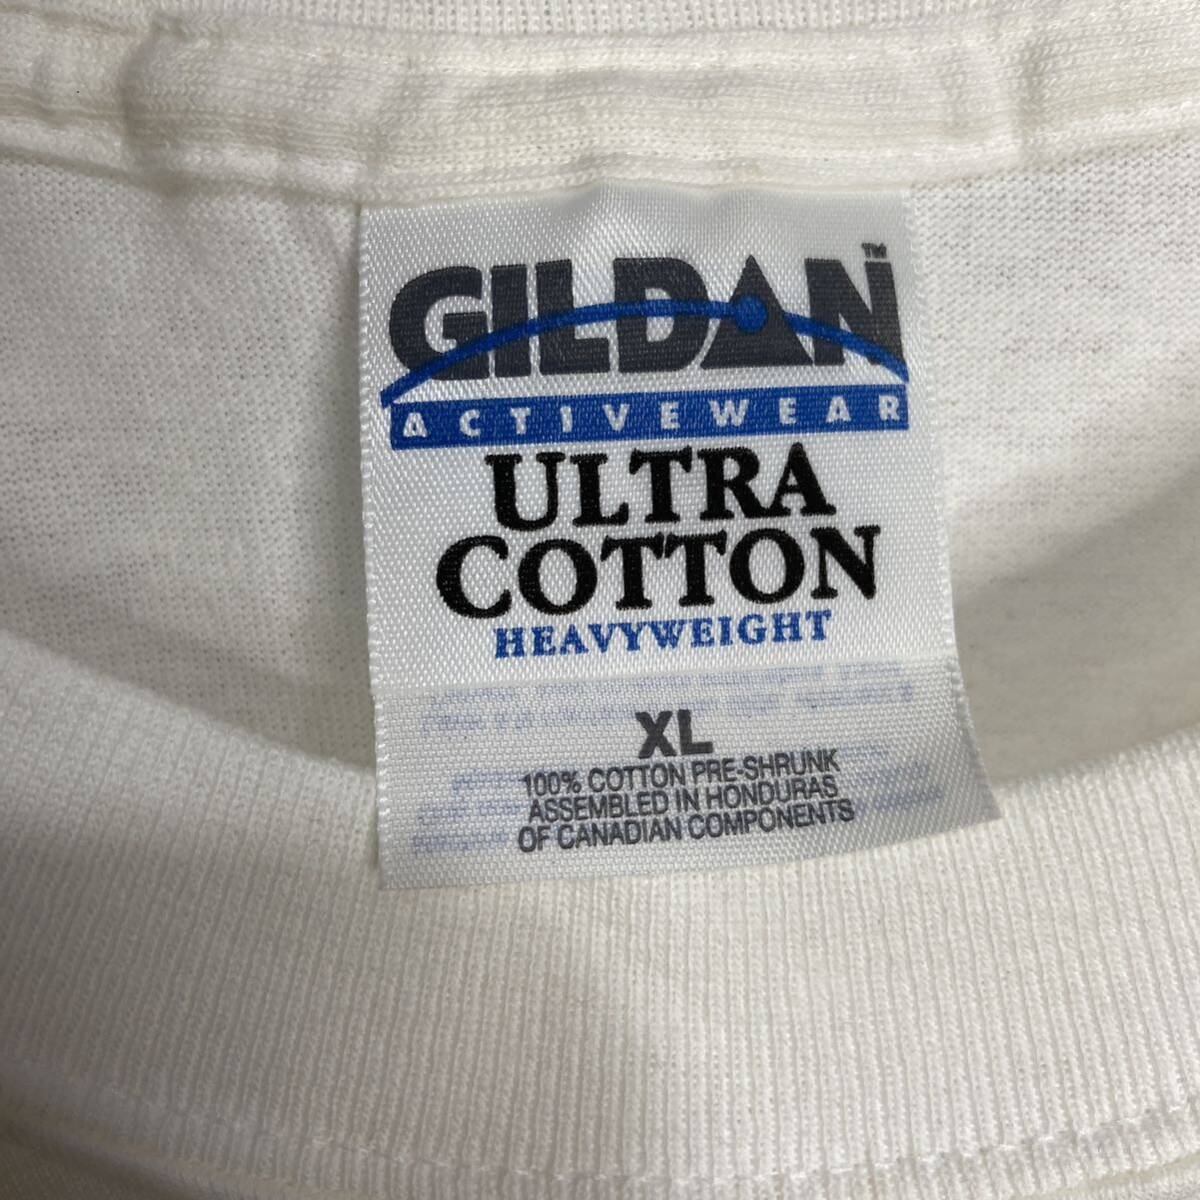 GILDAN™
ACTIVEWEAR
ULTRA
COTTON
HEAVYWEIGHT
XL
100% COTTON PRE-SHRUNK
ASSEMBLED IN HONDURAS
OF CANADIAN COMPONENTS